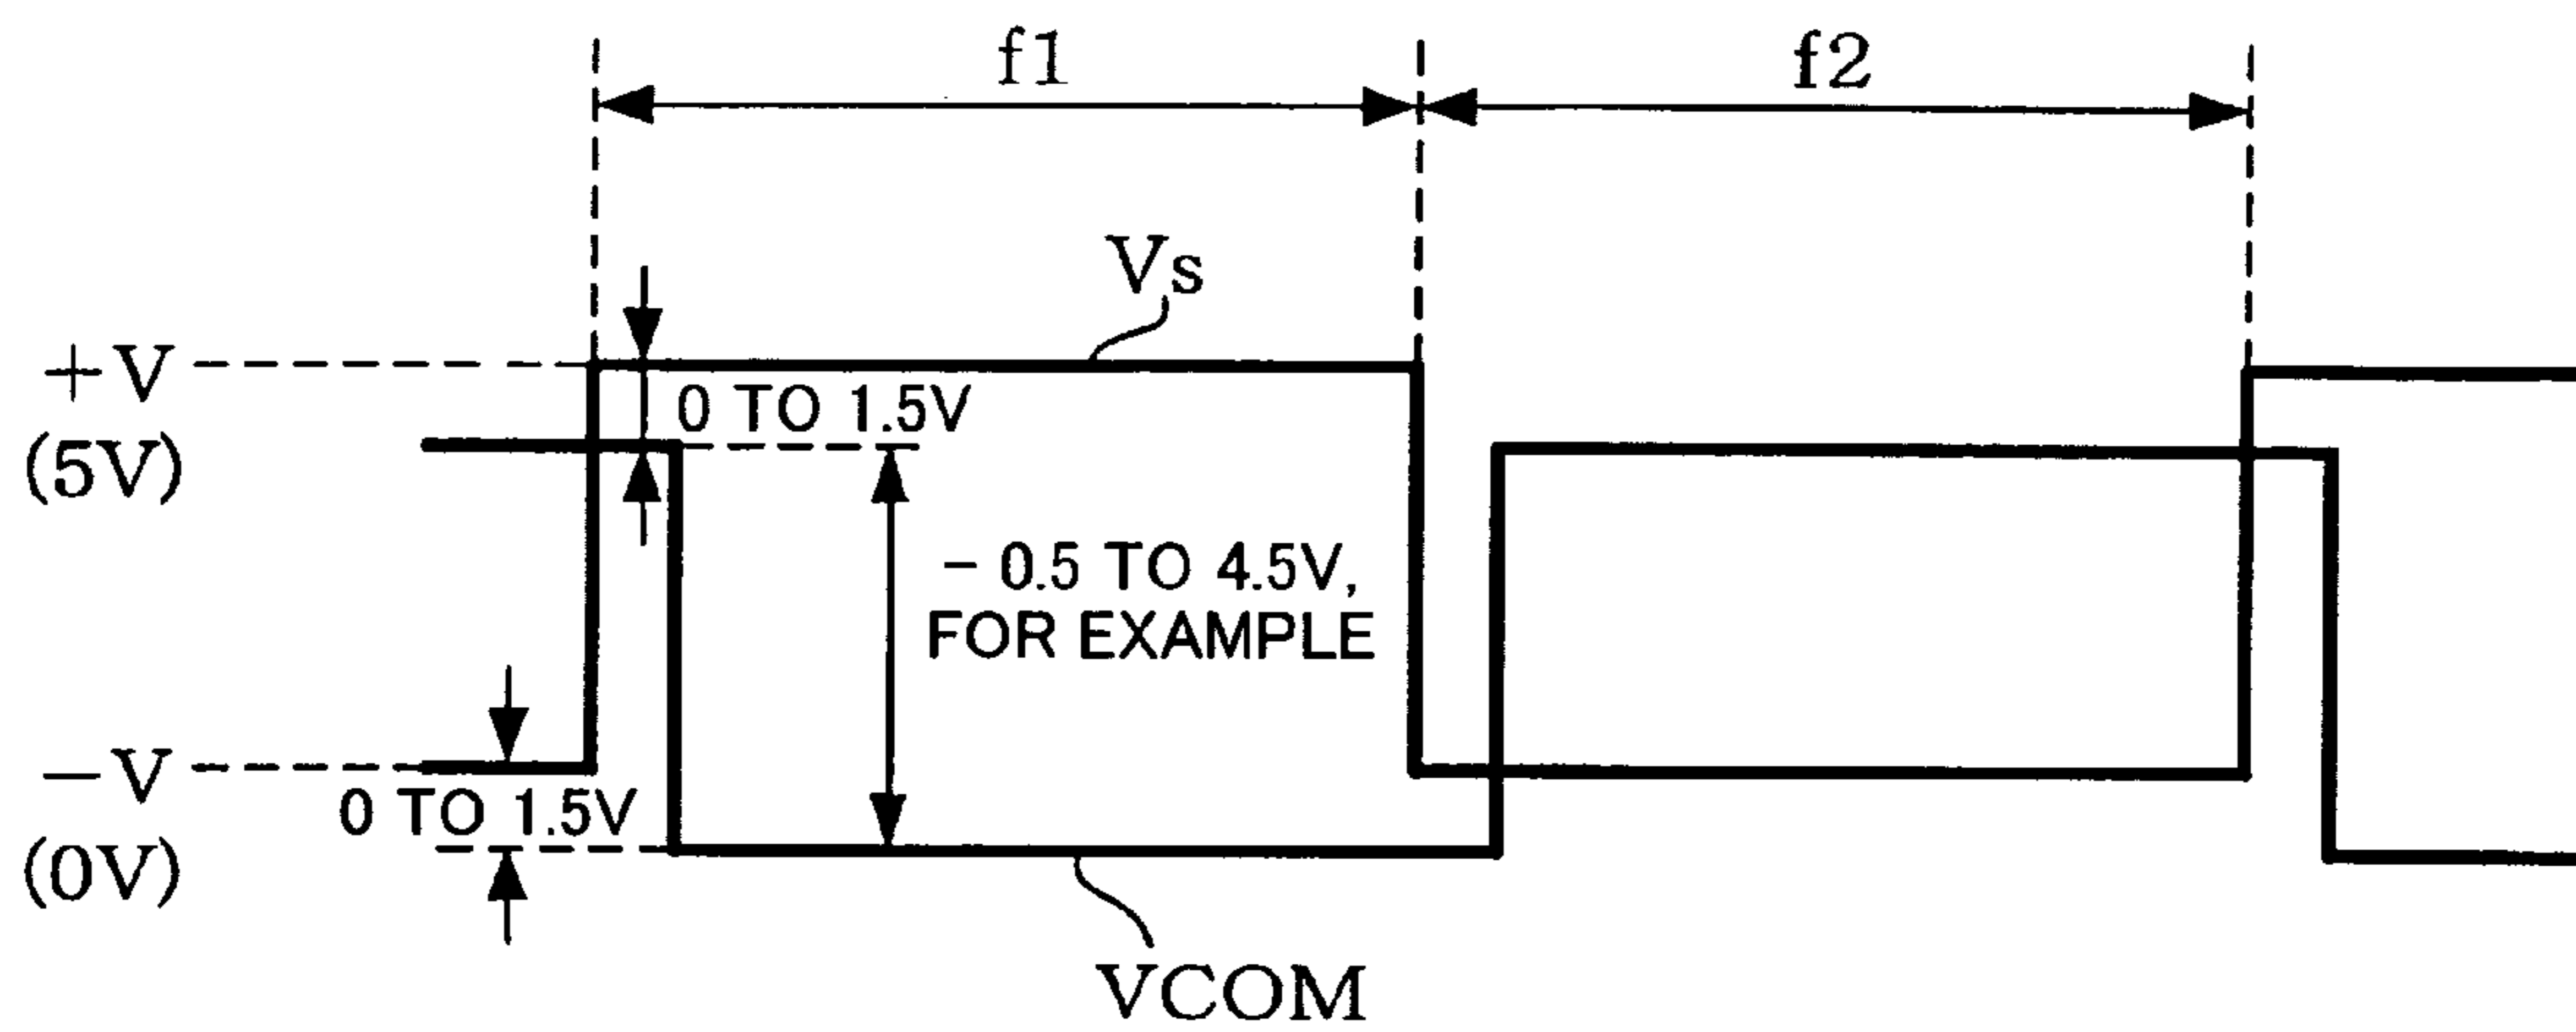 f1
f2
Vs
+V
(5V)
0 TO 1.5V
− 0.5 TO 4.5V,
FOR EXAMPLE
−V
(0V)
0 TO 1.5V
VCOM